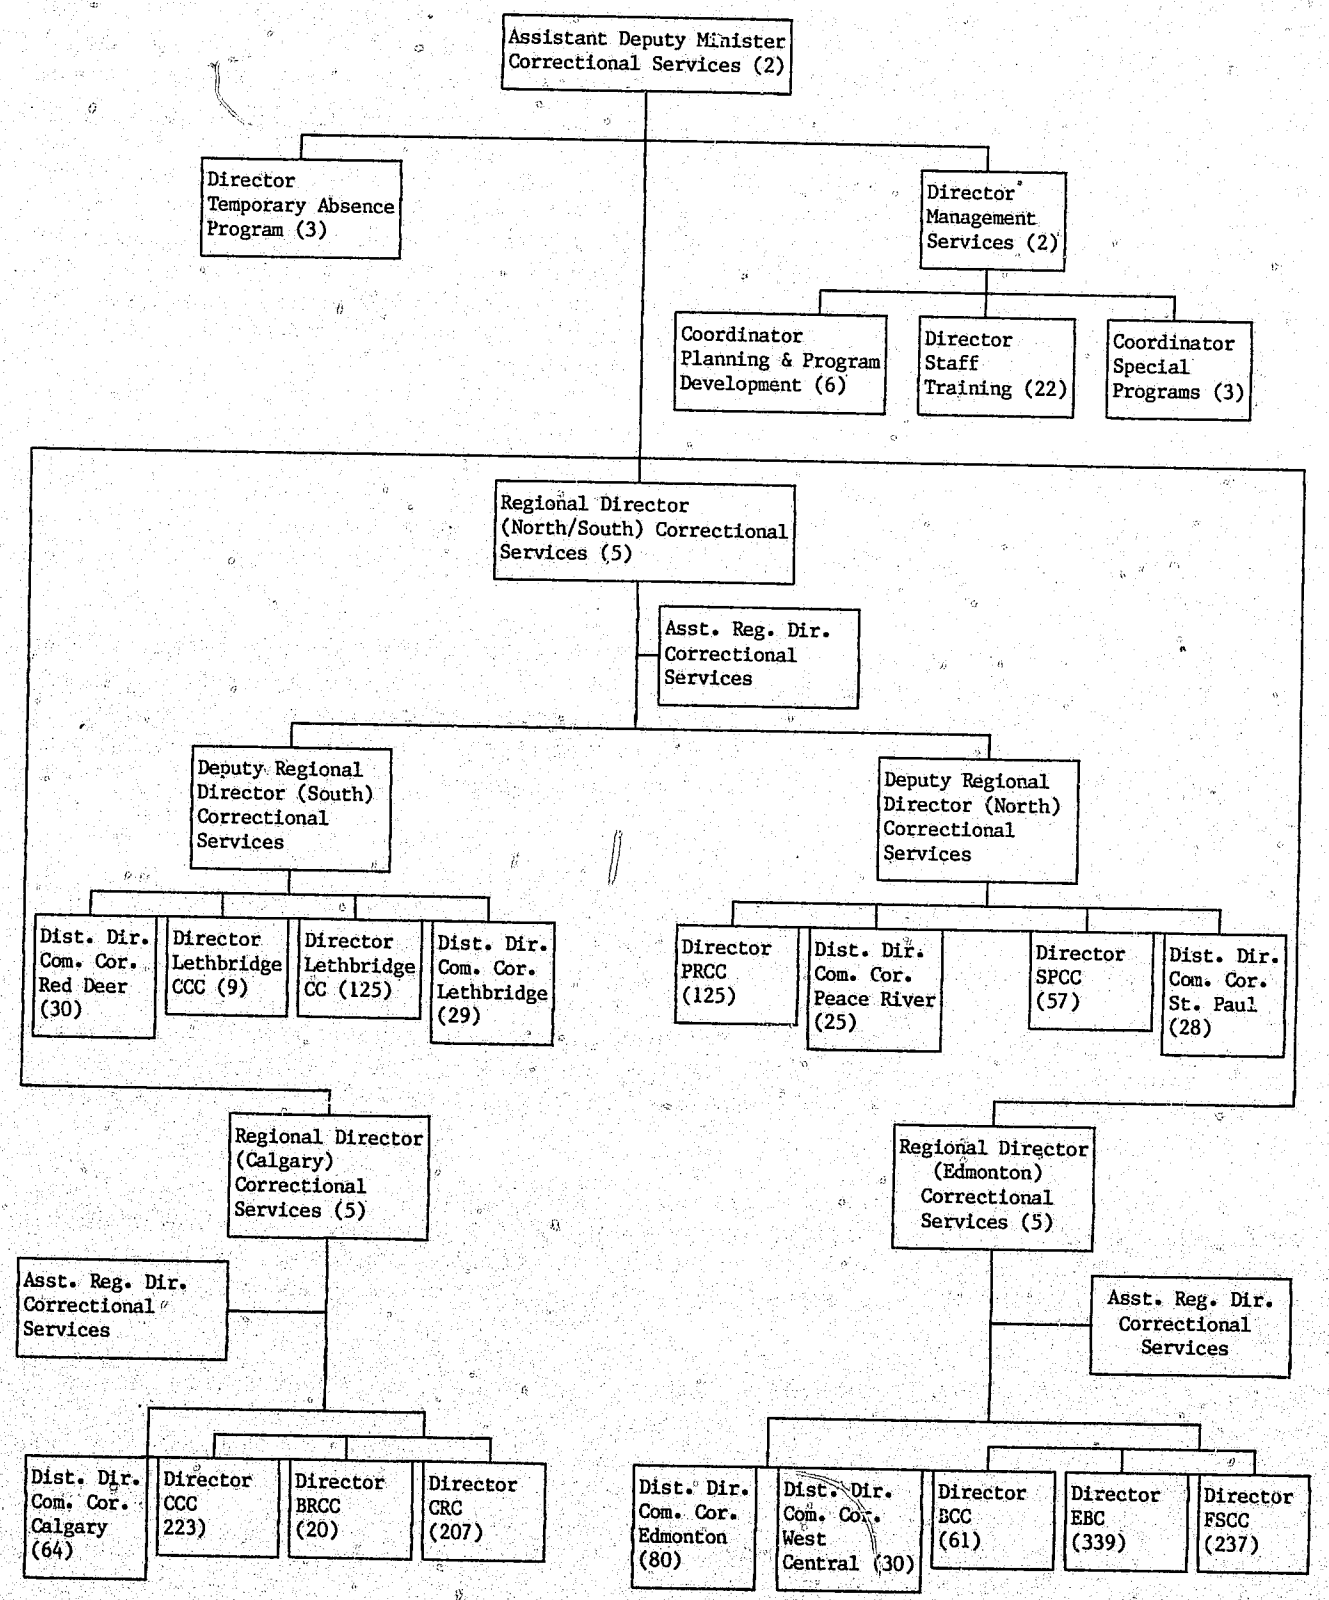 Assistant Deputy Minister
Correctional Services (2)
Director
Temporary Absence
Program (3)
Director
Management
Services (2)
Coordinator
Planning & Program
Development (6)
Director
Staff
Training (22)
Coordinator
Special
Programs (3)
Regional Director
(North/South) Correctional
Services (5)
Asst. Reg. Dir.
Correctional
Services
Deputy Regional
Director (South)
Correctional
Services
Deputy Regional
Director (North)
Correctional
Services
Dist. Dir.
Com. Cor.
Red Deer
(30)
Director
Lethbridge
CCC (9)
Director
Lethbridge
CC (125)
Dist. Dir.
Com. Cor.
Lethbridge
(29)
Director
PRCC
(125)
Dist. Dir.
Com. Cor.
Peace River
(25)
Director
SPCC
(57)
Dist. Dir.
Com. Cor.
St. Paul
(28)
Regional Director
(Calgary)
Correctional
Services (5)
Regional Director
(Edmonton)
Correctional
Services (5)
Asst. Reg. Dir.
Correctional
Services
Asst. Reg. Dir.
Correctional
Services
Dist. Dir.
Com. Cor.
Calgary
(64)
Director
CCC
223)
Director
BRCC
(20)
Director
CRC
(207)
Dist. Dir.
Com. Cor.
Edmonton
(80)
Dist. Dir.
Com. Cor.
West
Central (30)
Director
BCC
(61)
Director
EBC
(339)
Director
FSCC
(237)